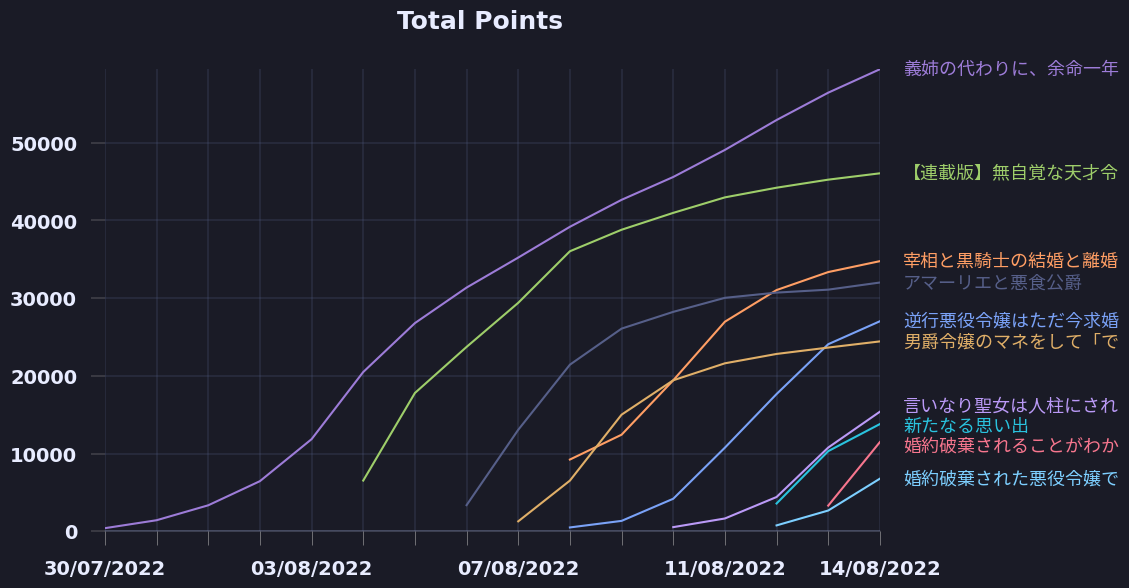 Total Points
義姉の代わりに、余命一年
50000
【連載版】無自覚な天才令
40000
宰相と黒騎士の結婚と離婚
アマーリエと悪食公爵
30000
逆行悪役令嬢はただ今求婚
男爵令嬢のマネをして「で
20000
言いなり聖女は人柱にされ
新たなる思い出
婚約破棄されることがわか
10000
婚約破棄された悪役令嬢で
0
30/07/2022 03/08/2022 07/08/2022 11/08/2022 14/08/2022